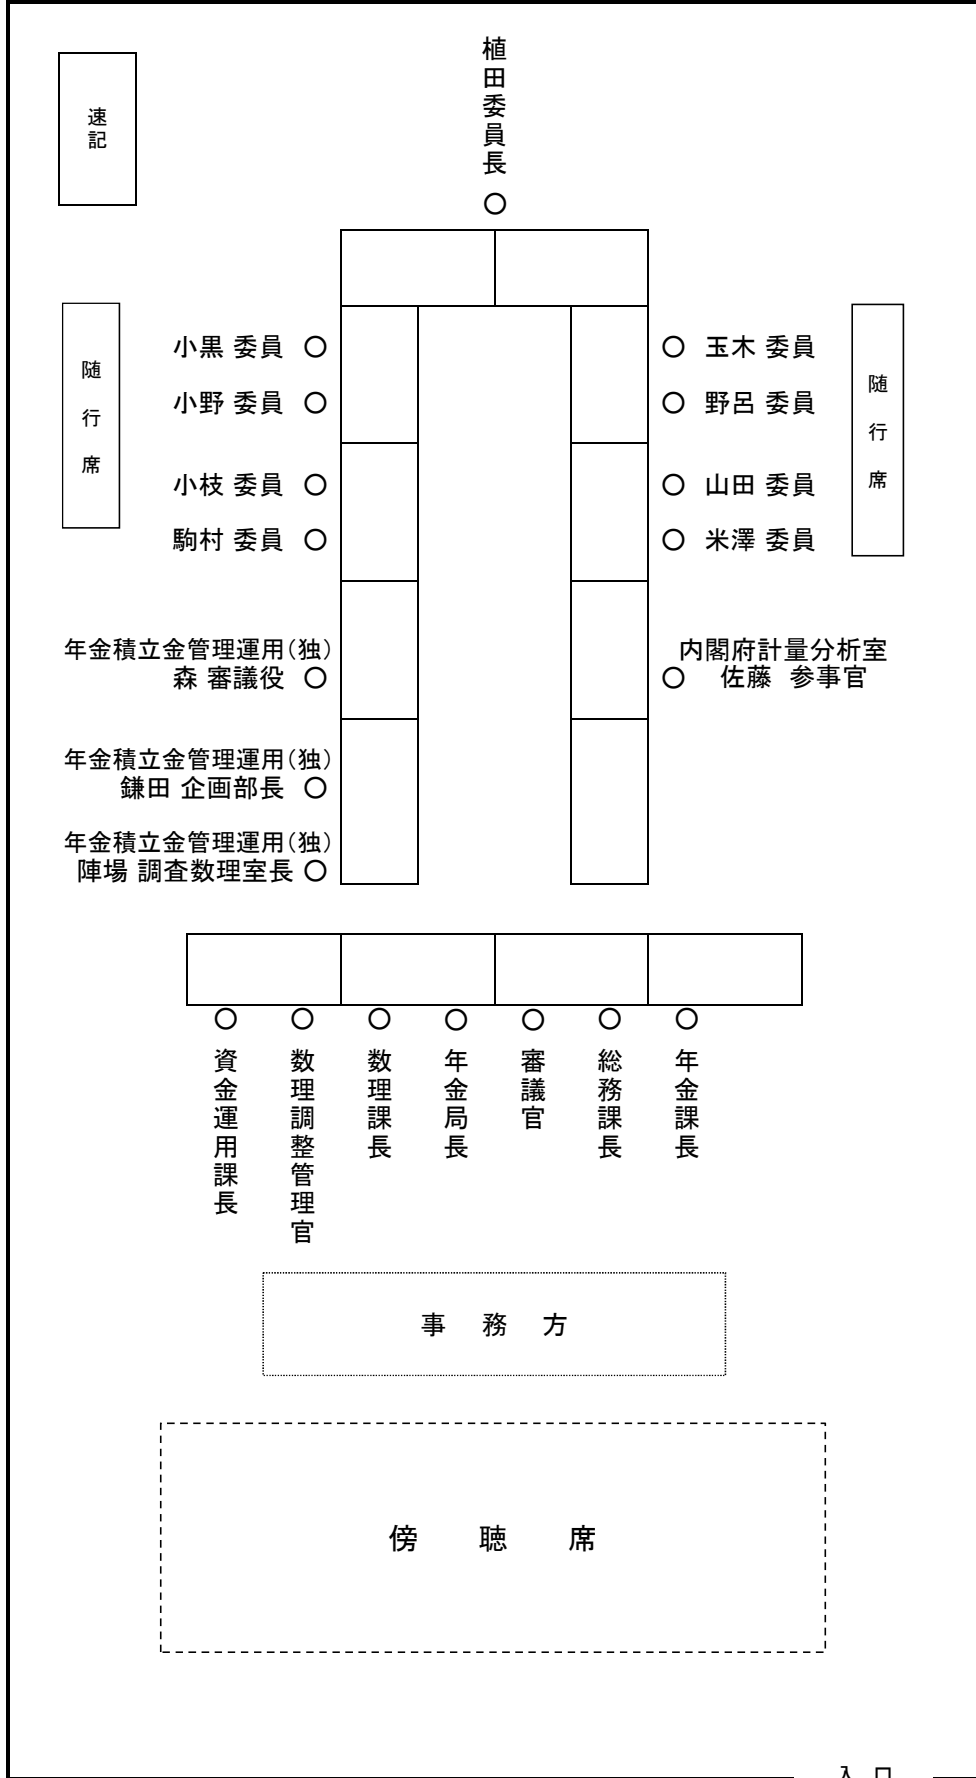 植田委員長
速記
随行席
小黒 委員
小野 委員
小枝 委員
駒村 委員
玉木 委員
野呂 委員
山田 委員
米澤 委員
随行席
年金積立金管理運用(独)
森 審議役
内閣府計量分析室
佐藤 参事官
年金積立金管理運用(独)
鎌田 企画部長
年金積立金管理運用(独)
陣場 調査数理室長
資金運用課長
数理調整管理官
数理課長
年金局長
審議官
総務課長
年金課長
事 務 方
傍 聴 席
入 口